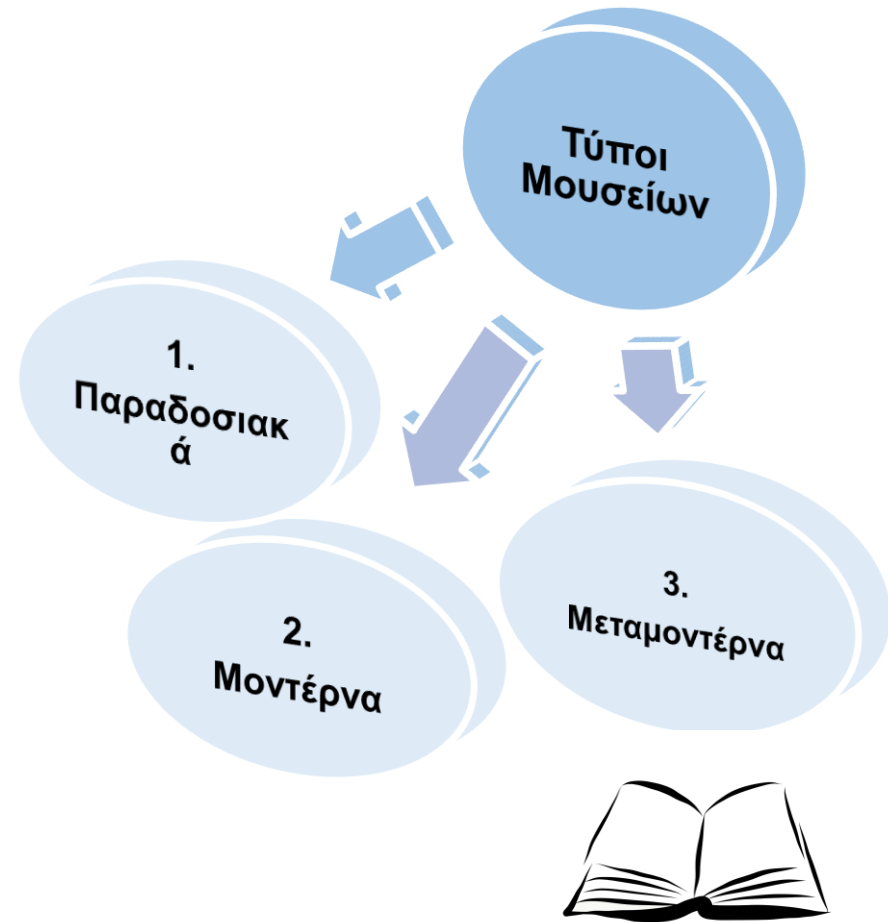 Τύποι
Μουσείων
1.
Παραδοσιακ
ά
2.
Μοντέρνα
3.
Μεταμοντέρνα